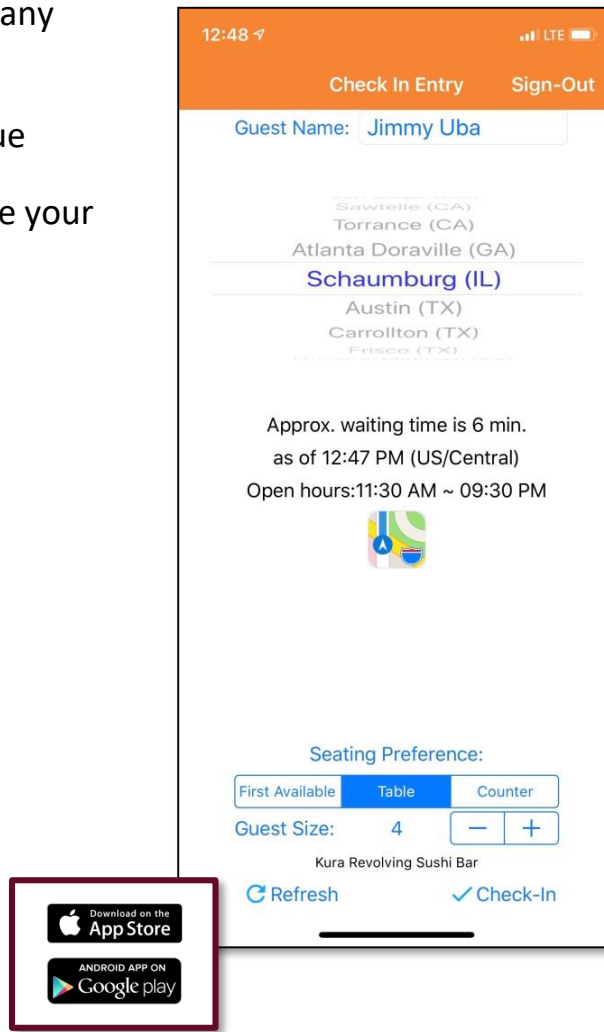 any
ue
e your
12:48
LTE
Check In Entry
Sign-Out
Guest Name: Jimmy Uba
Sawtelle (CA)
Torrance (CA)
Atlanta Doraville (GA)
Schaumburg (IL)
Austin (TX)
Carrollton (TX)
Frisco (TX)
Approx. waiting time is 6 min.
as of 12:47 PM (US/Central)
Open hours:11:30 AM ~ 09:30 PM
Seating Preference:
First Available
Table
Counter
Guest Size: 4 − +
Kura Revolving Sushi Bar
Refresh
Check-In
Download on the
App Store
ANDROID APP ON
Google play